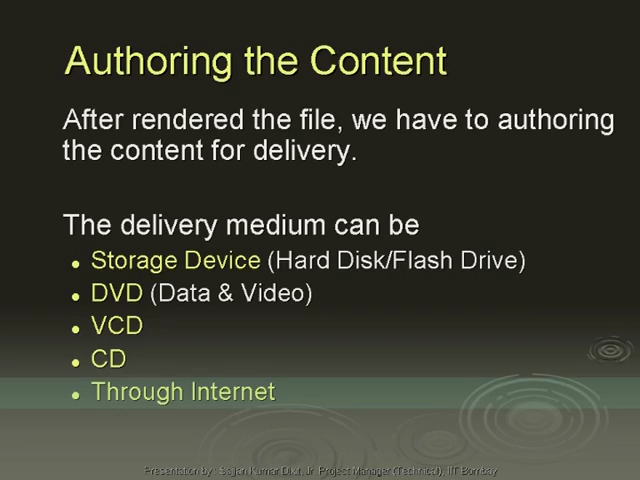 Authoring the Content
After rendered the file, we have to authoring
the content for delivery.
The delivery medium can be
Storage Device (Hard Disk/Flash Drive)
DVD (Data & Video)
VCD
CD
Through Internet
Presentation by : Sajjan Kumar Dixit, Jr. Project Manager (Technical), IIT Bombay